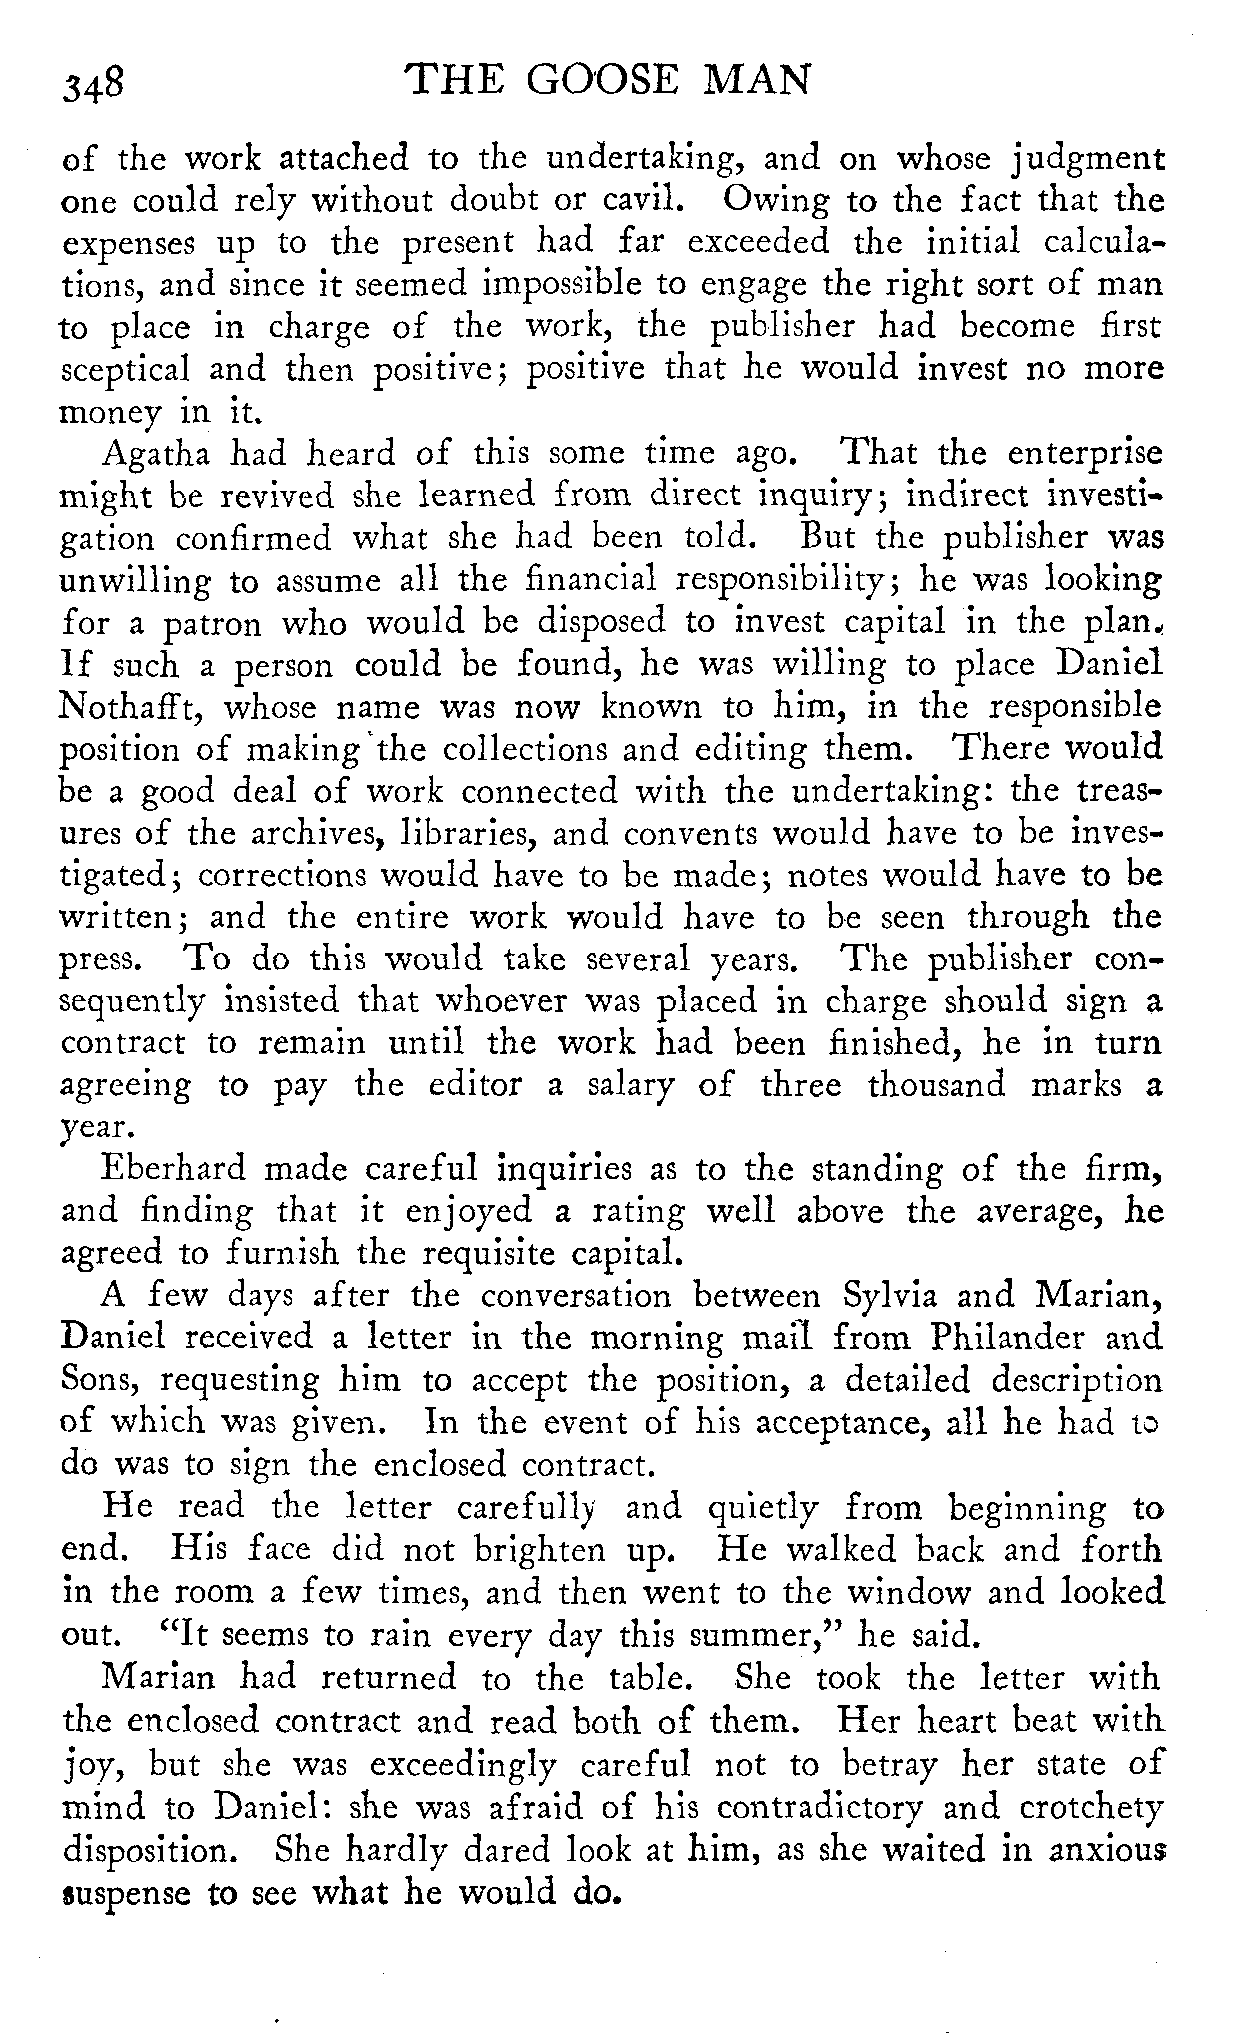 348 THE GOOSE MAN
of the work attached to the undertaking, and on whose judgment
one could rely without doubt or cavil. Owing to the fact that the
expenses up to the present had far exceeded the initial calcula-
tions, and since it seemed impossible to engage the right sort of man
to place in charge of the work, the publisher had become first
sceptical and then positive; positive that he would invest no more
money in it.
Agatha had heard of this some time ago. That the enterprise
might be revived she learned from direct inquiry; indirect investi-
gation confirmed what she had been told. But the publisher was
unwilling to assume all the financial responsibility; he was looking
for a patron who would be disposed to invest capital in the plan.
If such a person could be found, he was willing to place Daniel
Nothafft, whose name was now known to him, in the responsible
position of making the collections and editing them. There would
be a good deal of work connected with the undertaking: the treas-
ures of the archives, libraries, and convents would have to be inves-
tigated; corrections would have to be made; notes would have to be
written; and the entire work would have to be seen through the
press. To do this would take several years. The publisher con-
sequently insisted that whoever was placed in charge should sign a
contract to remain until the work had been finished, he in turn
agreeing to pay the editor a salary of three thousand marks a
year.
Eberhard made careful inquiries as to the standing of the firm,
and finding that it enjoyed a rating well above the average, he
agreed to furnish the requisite capital.
A few days after the conversation between Sylvia and Marian,
Daniel received a letter in the morning mail from Philander and
Sons, requesting him to accept the position, a detailed description
of which was given. In the event of his acceptance, all he had to
do was to sign the enclosed contract.
He read the letter carefully and quietly from beginning to
end. His face did not brighten up. He walked back and forth
in the room a few times, and then went to the window and looked
out. “It seems to rain every day this summer,” he said.
Marian had returned to the table. She took the letter with
the enclosed contract and read both of them. Her heart beat with
joy, but she was exceedingly careful not to betray her state of
mind to Daniel: she was afraid of his contradictory and crotchety
disposition. She hardly dared look at him, as she waited in anxious
suspense to see what he would do.